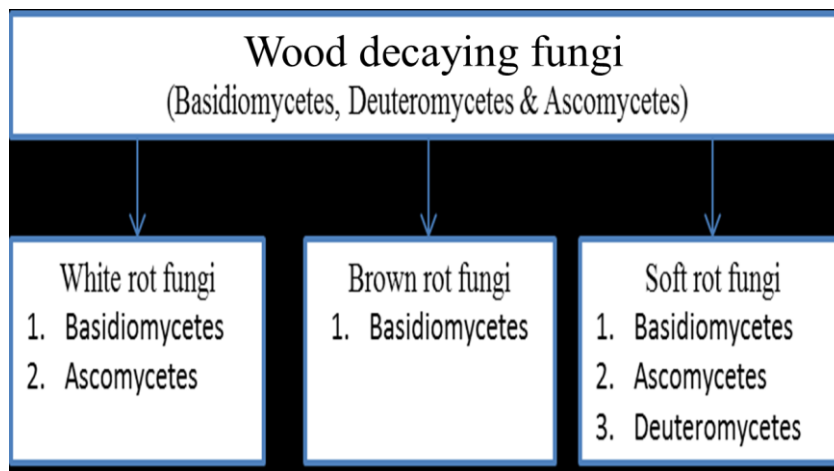 Wood decaying fungi
(Basidiomycetes, Deuteromycetes & Ascomycetes)
White rot fungi
1. Basidiomycetes
2. Ascomycetes
Brown rot fungi
1. Basidiomycetes
Soft rot fungi
1. Basidiomycetes
2. Ascomycetes
3. Deuteromycetes